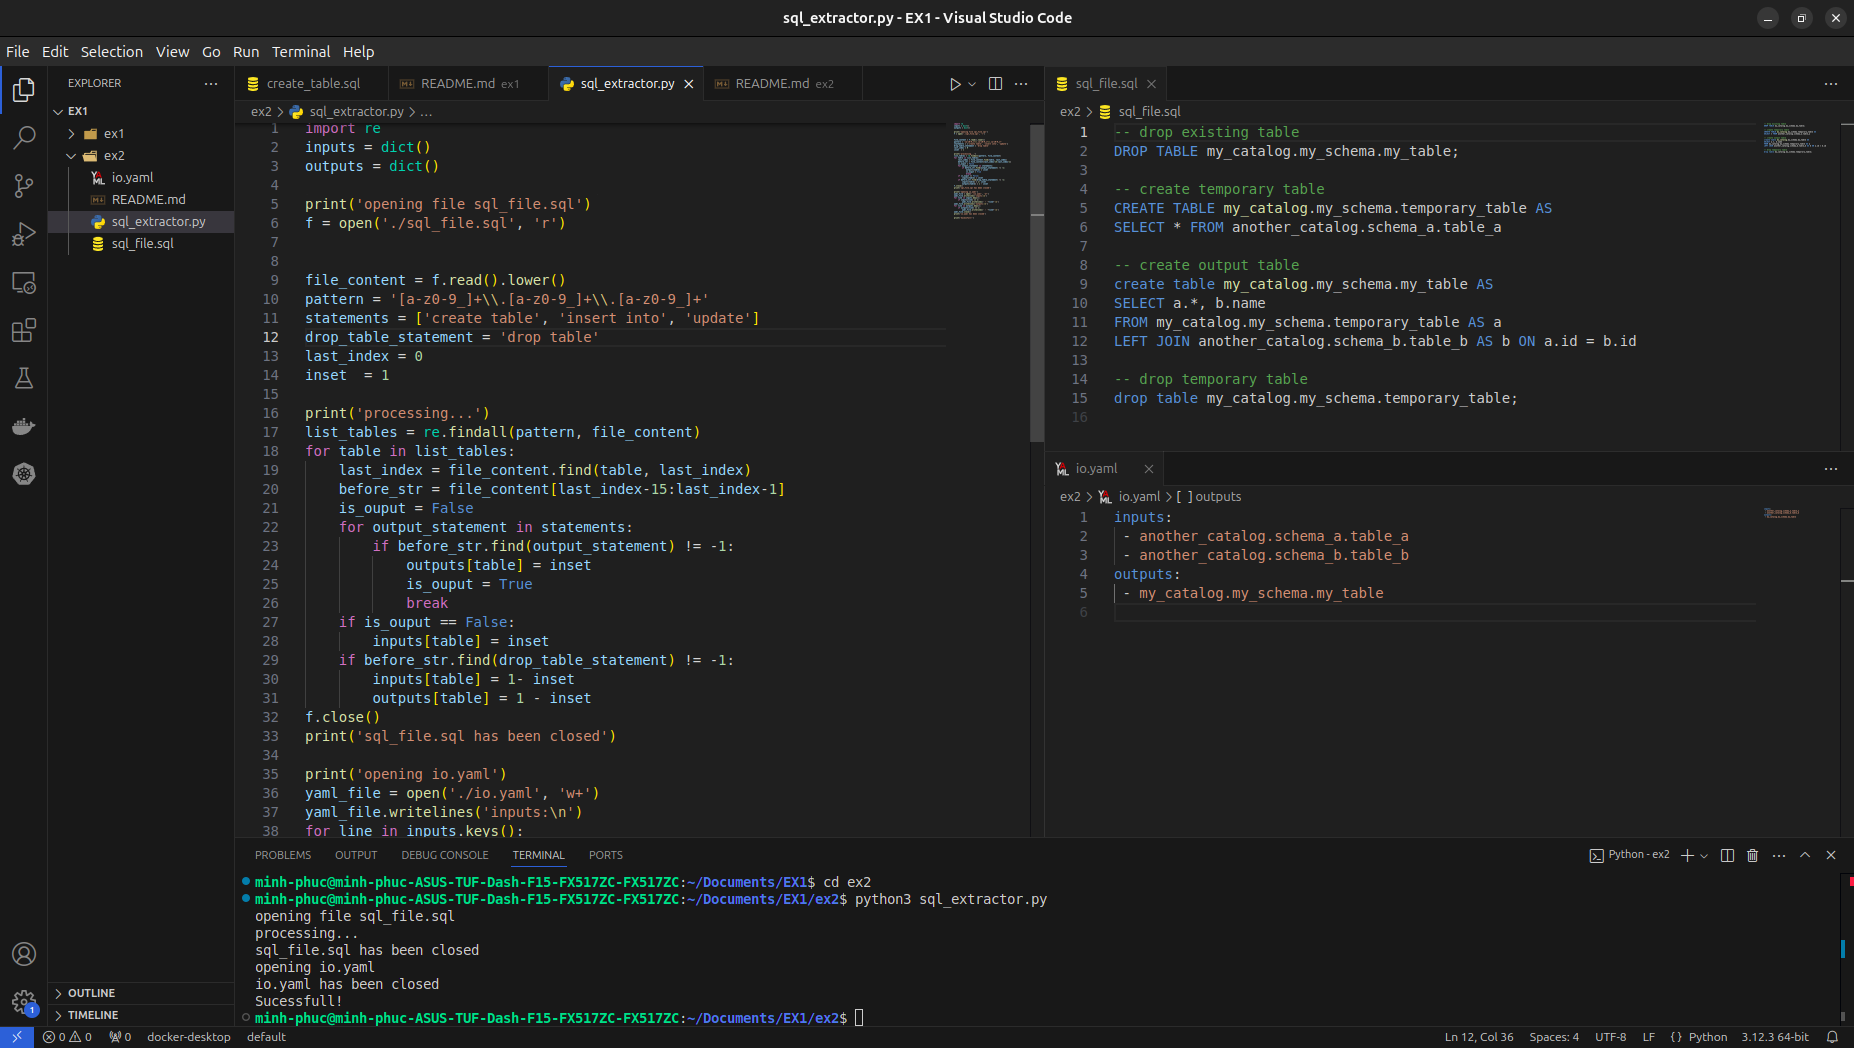 sql_extractor.py - EX1 - Visual Studio Code
File Edit Selection View Go Run Terminal Help
EXPLORER
EX1
ex1
ex2
io.yaml
README.md
sql_extractor.py
sql_file.sql
OUTLINE
TIMELINE
create_table.sql README.md ex1 sql_extractor.py README.md ex2
ex2 > sql_extractor.py > ...
1 import re
2 inputs = dict()
3 outputs = dict()
4
5 print('opening file sql_file.sql')
6 f = open('./sql_file.sql', 'r')
7
8
9 file_content = f.read().lower()
10 pattern = '[a-z0-9_]+\\.[a-z0-9_]+\\.[a-z0-9_]+'
11 statements = ['create table', 'insert into', 'update']
12 drop_table_statement = 'drop table'
13 last_index = 0
14 inset  = 1
15
16 print('processing...')
17 list_tables = re.findall(pattern, file_content)
18 for table in list_tables:
19     last_index = file_content.find(table, last_index)
20     before_str = file_content[last_index-15:last_index-1]
21     is_ouput = False
22     for output_statement in statements:
23         if before_str.find(output_statement) != -1:
24             outputs[table] = inset
25             is_ouput = True
26             break
27     if is_ouput == False:
28         inputs[table] = inset
29     if before_str.find(drop_table_statement) != -1:
30         inputs[table] = 1- inset
31         outputs[table] = 1 - inset
32 f.close()
33 print('sql_file.sql has been closed')
34
35 print('opening io.yaml')
36 yaml_file = open('./io.yaml', 'w+')
37 yaml_file.writelines('inputs:\n')
38 for line in inputs.keys():
sql_file.sql
ex2 > sql_file.sql
1 -- drop existing table
2 DROP TABLE my_catalog.my_schema.my_table;
3
4 -- create temporary table
5 CREATE TABLE my_catalog.my_schema.temporary_table AS
6 SELECT * FROM another_catalog.schema_a.table_a
7
8 -- create output table
9 create table my_catalog.my_schema.my_table AS
10 SELECT a.*, b.name
11 FROM my_catalog.my_schema.temporary_table AS a
12 LEFT JOIN another_catalog.schema_b.table_b AS b ON a.id = b.id
13
14 -- drop temporary table
15 drop table my_catalog.my_schema.temporary_table;
16
io.yaml
ex2 > io.yaml > [ ] outputs
1 inputs:
2  - another_catalog.schema_a.table_a
3  - another_catalog.schema_b.table_b
4 outputs:
5  - my_catalog.my_schema.my_table
6
PROBLEMS OUTPUT DEBUG CONSOLE TERMINAL PORTS Python - ex2
minh-phuc@minh-phuc-ASUS-TUF-Dash-F15-FX517ZC-FX517ZC:~/Documents/EX1$ cd ex2
minh-phuc@minh-phuc-ASUS-TUF-Dash-F15-FX517ZC-FX517ZC:~/Documents/EX1/ex2$ python3 sql_extractor.py
opening file sql_file.sql
processing...
sql_file.sql has been closed
opening io.yaml
io.yaml has been closed
Sucessfull!
minh-phuc@minh-phuc-ASUS-TUF-Dash-F15-FX517ZC-FX517ZC:~/Documents/EX1/ex2$
1
0 0 0 docker-desktop default Ln 12, Col 36 Spaces: 4 UTF-8 LF {} Python 3.12.3 64-bit